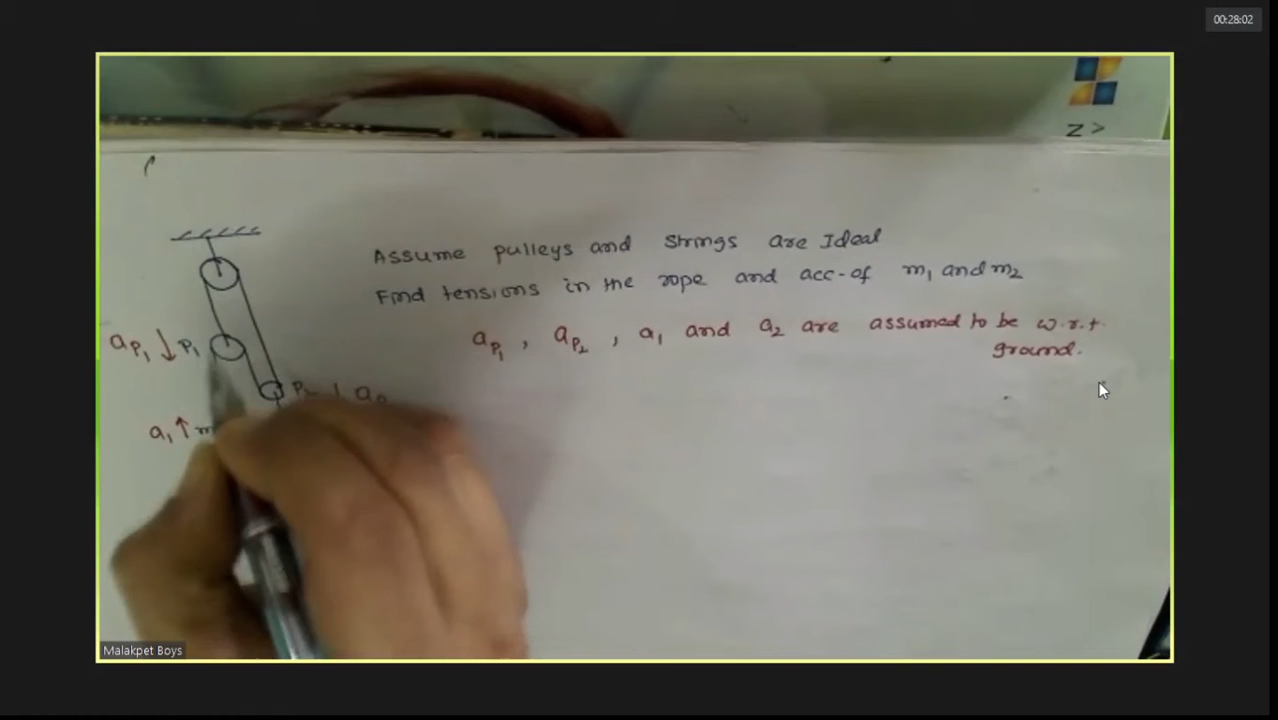 00:28:02
Z >
Assume pulleys and strings are Ideal
Find tensions in the rope and acc-of m₁ and m₂
aP₁ ↓ P₁
aP₁ , aP₂ , a₁ and a₂ are assumed to be w.r.t.
ground.
a₁ ↑ m
Malakpet Boys